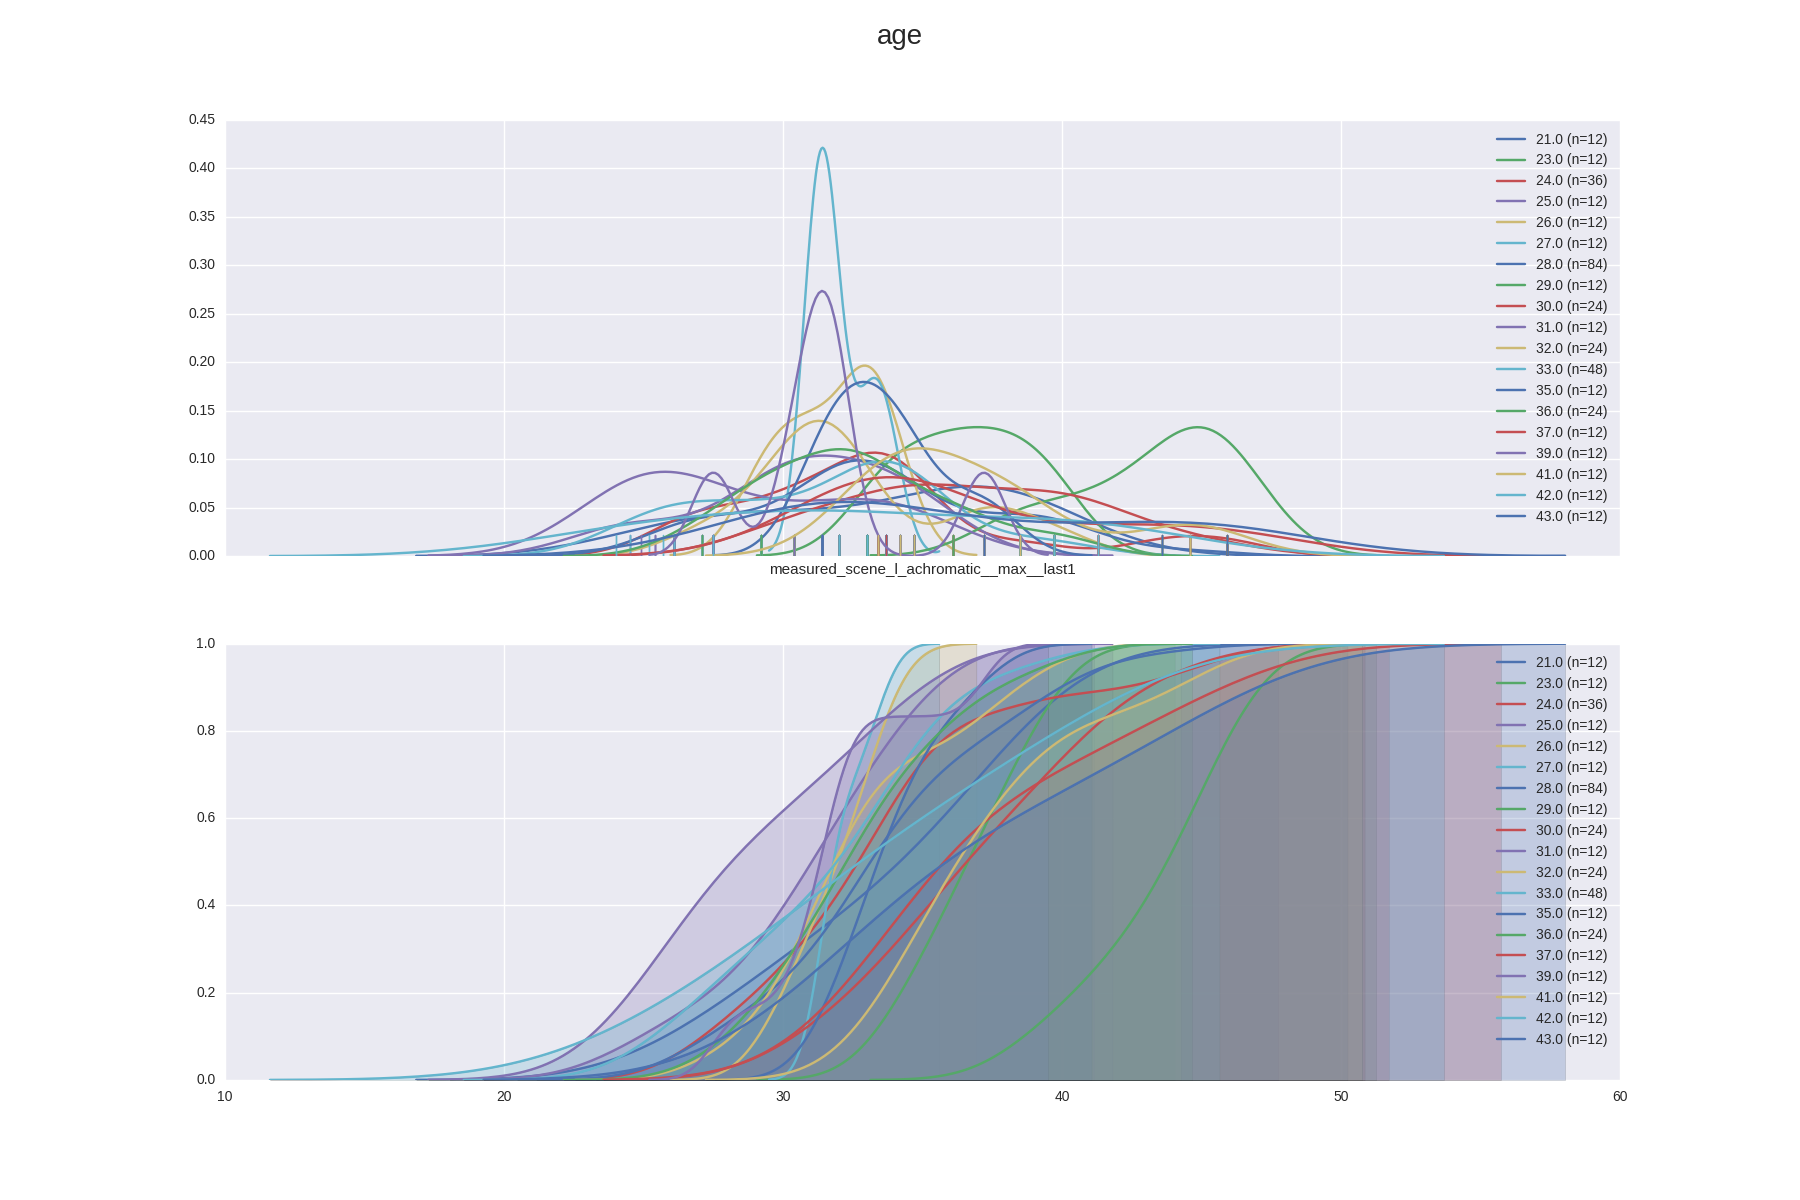 age
0.45
0.40
0.35
0.30
0.25
0.20
0.15
0.10
0.05
0.00
21.0 (n=12)
23.0 (n=12)
24.0 (n=36)
25.0 (n=12)
26.0 (n=12)
27.0 (n=12)
28.0 (n=84)
29.0 (n=12)
30.0 (n=24)
31.0 (n=12)
32.0 (n=24)
33.0 (n=48)
35.0 (n=12)
36.0 (n=24)
37.0 (n=12)
39.0 (n=12)
41.0 (n=12)
42.0 (n=12)
43.0 (n=12)
measured_scene_l_achromatic__max__last1
1.0
0.8
0.6
0.4
0.2
0.0
21.0 (n=12)
23.0 (n=12)
24.0 (n=36)
25.0 (n=12)
26.0 (n=12)
27.0 (n=12)
28.0 (n=84)
29.0 (n=12)
30.0 (n=24)
31.0 (n=12)
32.0 (n=24)
33.0 (n=48)
35.0 (n=12)
36.0 (n=24)
37.0 (n=12)
39.0 (n=12)
41.0 (n=12)
42.0 (n=12)
43.0 (n=12)
10 20 30 40 50 60